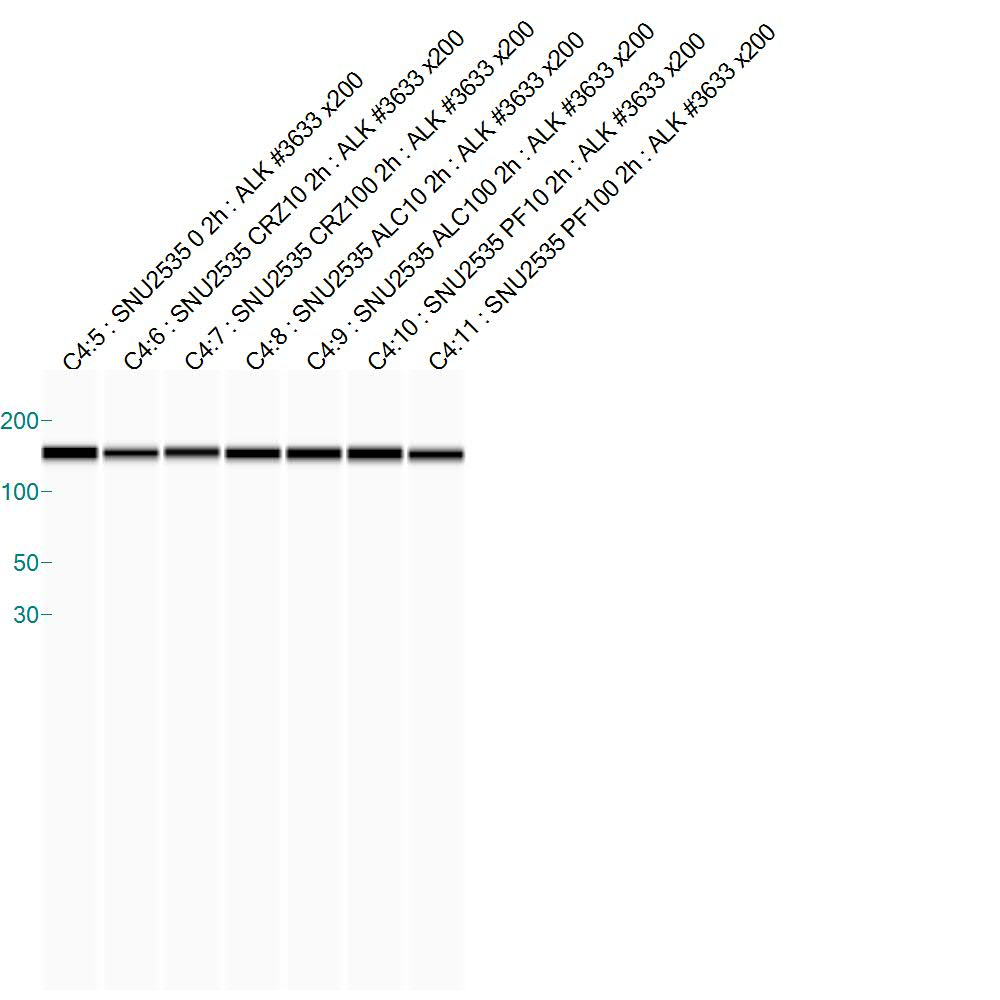 C4:5 : SNU2535 0 2h : ALK #3633 x200
C4:6 : SNU2535 CRZ10 2h : ALK #3633 x200
C4:7 : SNU2535 CRZ100 2h : ALK #3633 x200
C4:8 : SNU2535 ALC10 2h : ALK #3633 x200
C4:9 : SNU2535 ALC100 2h : ALK #3633 x200
C4:10 : SNU2535 PF10 2h : ALK #3633 x200
C4:11 : SNU2535 PF100 2h : ALK #3633 x200
200
100
50
30